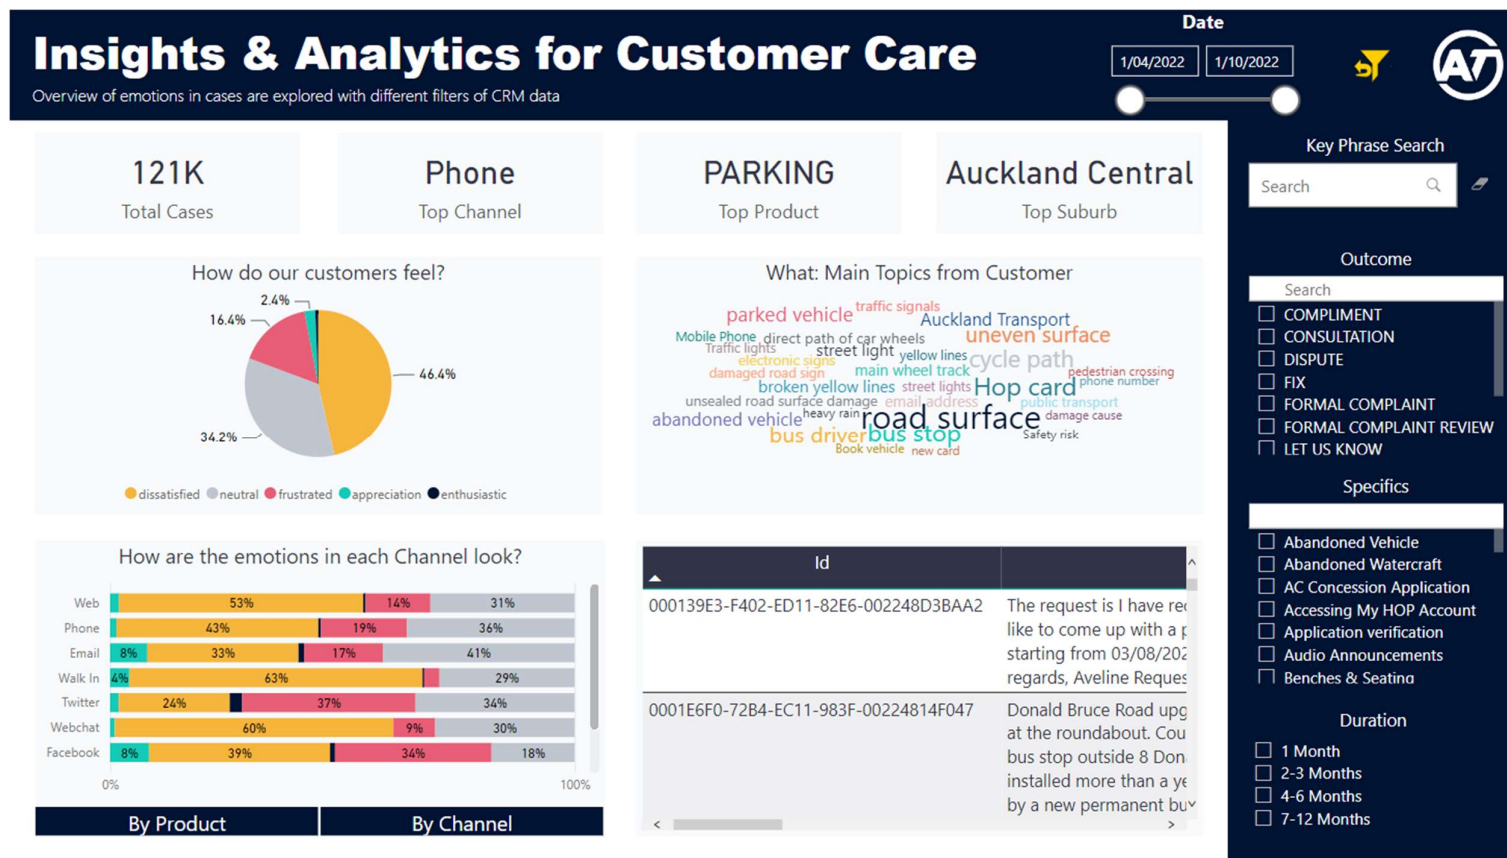 Insights & Analytics for Customer Care
Overview of emotions in cases are explored with different filters of CRM data
Date
1/04/2022 1/10/2022
AT
121K
Total Cases
Phone
Top Channel
PARKING
Top Product
Auckland Central
Top Suburb
How do our customers feel?
2.4%
16.4%
46.4%
34.2%
dissatisfied neutral frustrated appreciation enthusiastic
What: Main Topics from Customer
parked vehicle traffic signals
Auckland Transport
Mobile Phone direct path of car wheels uneven surface
Traffic lights street light yellow lines cycle path
electronic signs
damaged road sign main wheel track pedestrian crossing
broken yellow lines street lights Hop card phone number
unsealed road surface damage email address public transport
abandoned vehicle heavy rain road surface damage cause
bus driver bus stop Safety risk
Book vehicle new card
How are the emotions in each Channel look?
Web 53% 14% 31%
Phone 43% 19% 36%
Email 8% 33% 17% 41%
Walk In 4% 63% 29%
Twitter 24% 37% 34%
Webchat 60% 9% 30%
Facebook 8% 39% 34% 18%
0% 100%
By Product By Channel
Id
000139E3-F402-ED11-82E6-002248D3BAA2 The request is I have rec
like to come up with a p
starting from 03/08/202
regards, Aveline Reques
0001E6F0-72B4-EC11-983F-00224814F047 Donald Bruce Road upg
at the roundabout. Cou
bus stop outside 8 Don
installed more than a ye
by a new permanent bu
Key Phrase Search
Search
Outcome
Search
COMPLIMENT
CONSULTATION
DISPUTE
FIX
FORMAL COMPLAINT
FORMAL COMPLAINT REVIEW
LET US KNOW
Specifics
Abandoned Vehicle
Abandoned Watercraft
AC Concession Application
Accessing My HOP Account
Application verification
Audio Announcements
Benches & Seating
Duration
1 Month
2-3 Months
4-6 Months
7-12 Months